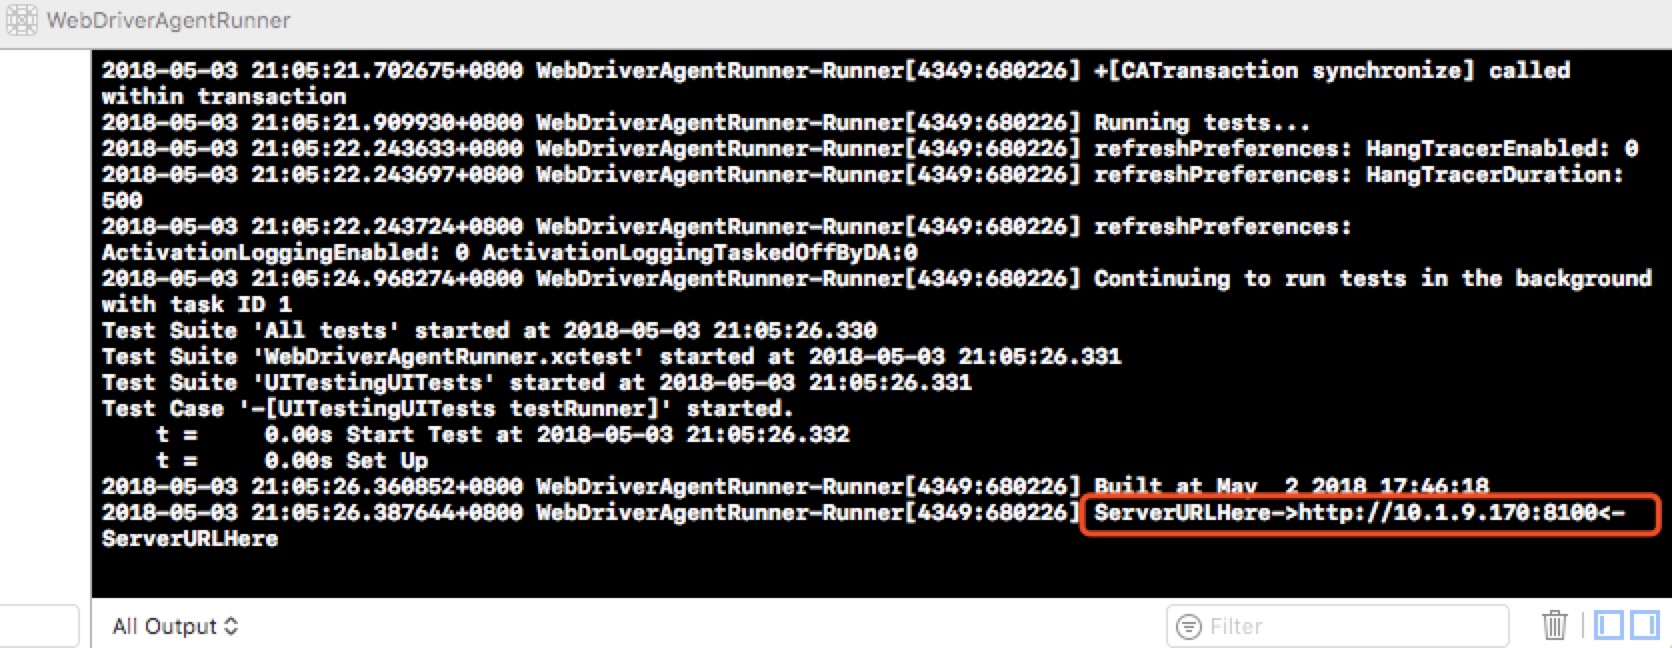 WebDriverAgentRunner
2018-05-03 21:05:21.702675+0800 WebDriverAgentRunner-Runner[4349:680226] +[CATransaction synchronize] called
within transaction
2018-05-03 21:05:21.909930+0800 WebDriverAgentRunner-Runner[4349:680226] Running tests...
2018-05-03 21:05:22.243633+0800 WebDriverAgentRunner-Runner[4349:680226] refreshPreferences: HangTracerEnabled: 0
2018-05-03 21:05:22.243697+0800 WebDriverAgentRunner-Runner[4349:680226] refreshPreferences: HangTracerDuration:
500
2018-05-03 21:05:22.243724+0800 WebDriverAgentRunner-Runner[4349:680226] refreshPreferences:
ActivationLoggingEnabled: 0 ActivationLoggingTaskedOffByDA:0
2018-05-03 21:05:24.968274+0800 WebDriverAgentRunner-Runner[4349:680226] Continuing to run tests in the background
with task ID 1
Test Suite 'All tests' started at 2018-05-03 21:05:26.330
Test Suite 'WebDriverAgentRunner.xctest' started at 2018-05-03 21:05:26.331
Test Suite 'UITestingUITests' started at 2018-05-03 21:05:26.331
Test Case '-[UITestingUITests testRunner]' started.
t =     0.00s Start Test at 2018-05-03 21:05:26.332
t =     0.00s Set Up
2018-05-03 21:05:26.360852+0800 WebDriverAgentRunner-Runner[4349:680226] Built at May  2 2018 17:46:18
2018-05-03 21:05:26.387644+0800 WebDriverAgentRunner-Runner[4349:680226] ServerURLHere->http://10.1.9.170:8100<-
ServerURLHere
All Output
Filter